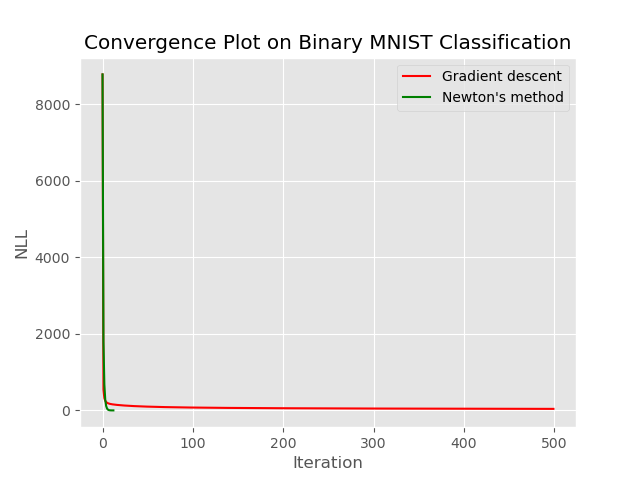 Convergence Plot on Binary MNIST Classification
Gradient descent
Newton's method
8000
6000
4000
2000
0
NLL
0 100 200 300 400 500
Iteration